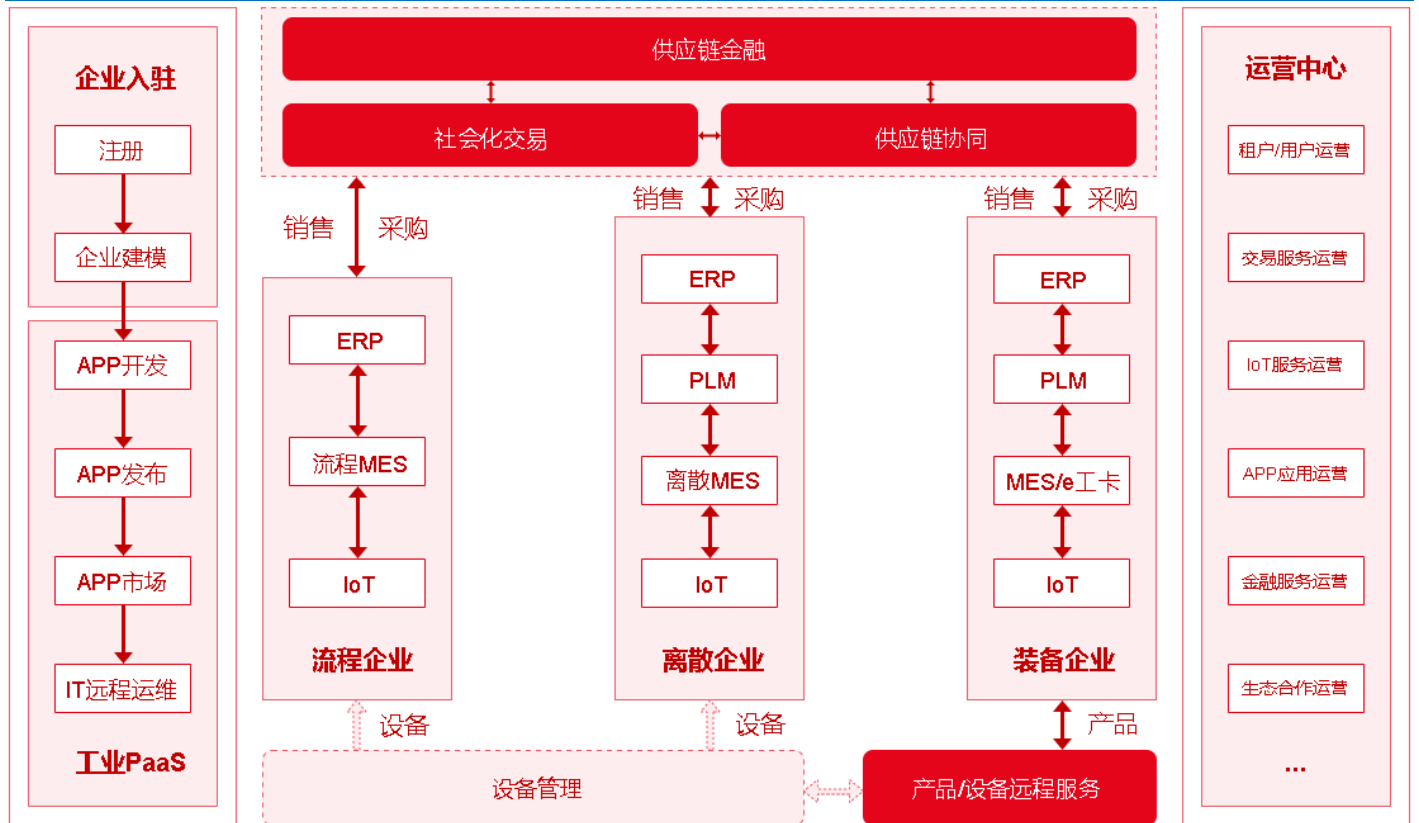 企业入驻
注册
企业建模
APP开发
APP发布
APP市场
IT远程运维
工业PaaS
供应链金融
社会化交易
供应链协同
销售
采购
ERP
流程MES
IoT
流程企业
设备
销售
采购
ERP
PLM
离散MES
IoT
离散企业
设备
销售
采购
ERP
PLM
MES/e工卡
IoT
装备企业
产品
设备管理
产品/设备远程服务
运营中心
租户/用户运营
交易服务运营
IoT服务运营
APP应用运营
金融服务运营
生态合作运营
...